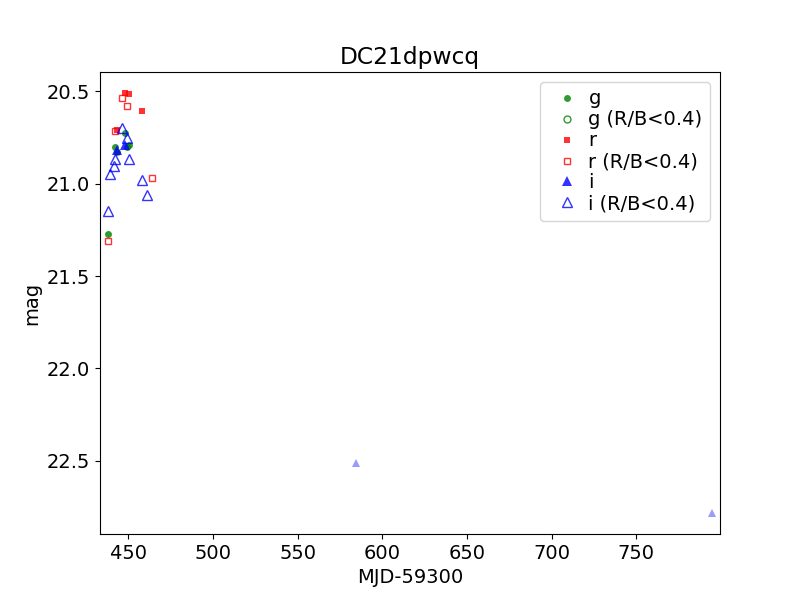 DC21dpwcq
20.5
21.0
21.5
22.0
22.5
mag
450
500
550
600
650
700
750
MJD-59300
g
g (R/B<0.4)
r
r (R/B<0.4)
i
i (R/B<0.4)